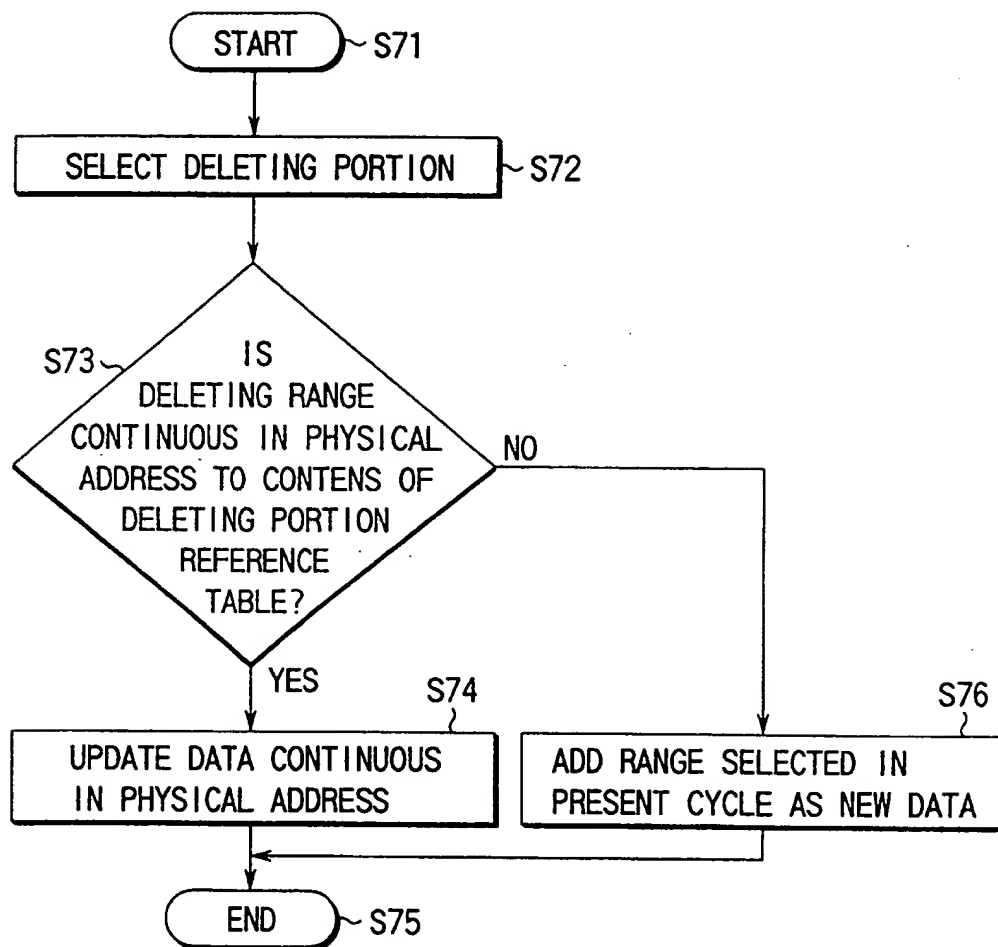 START
S71
SELECT DELETING PORTION
S72
S73
IS
DELETING RANGE
CONTINUOUS IN PHYSICAL
ADDRESS TO CONTENS OF
DELETING PORTION
REFERENCE
TABLE?
NO
YES
S74
UPDATE DATA CONTINUOUS
IN PHYSICAL ADDRESS
S76
ADD RANGE SELECTED IN
PRESENT CYCLE AS NEW DATA
END
S75